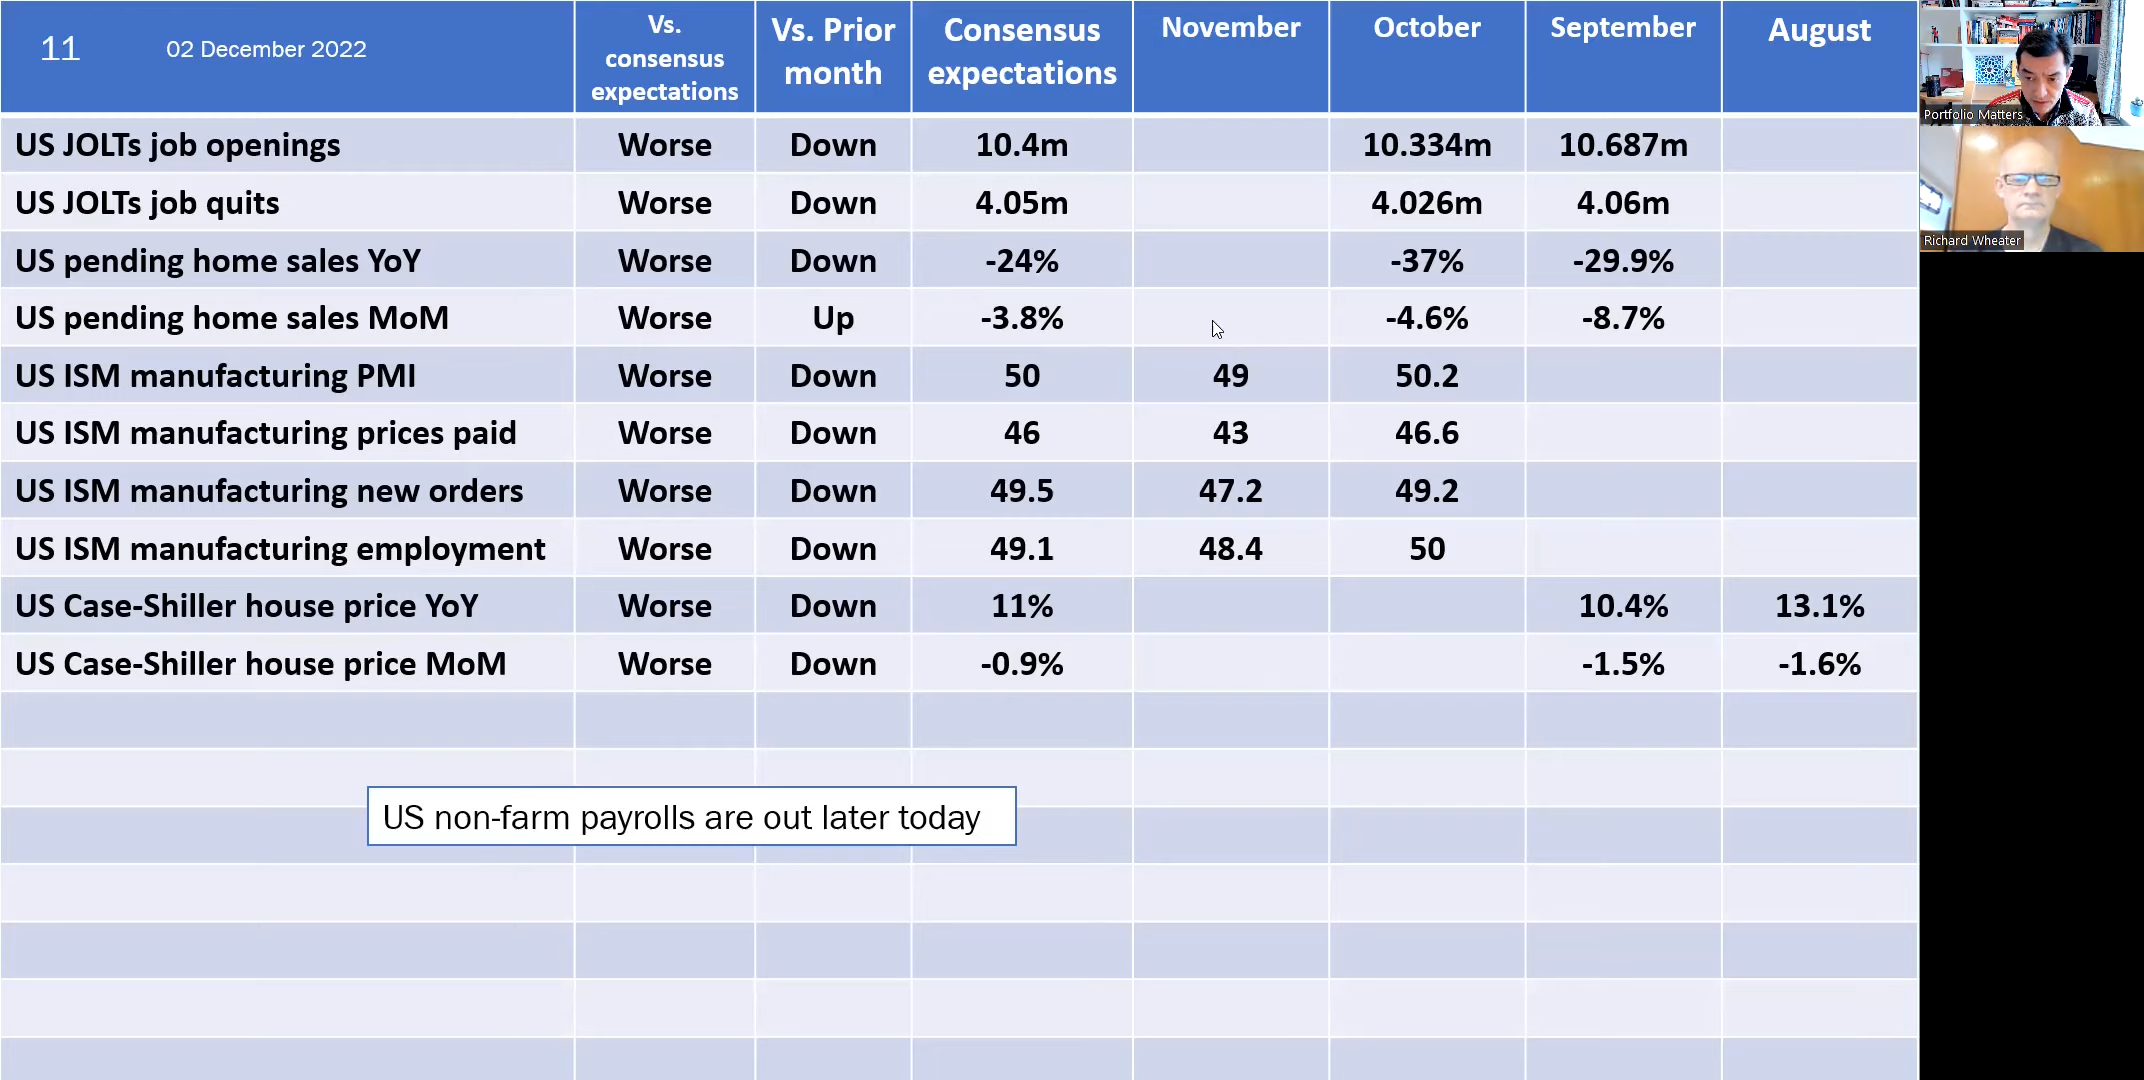 11 02 December 2022 Vs. consensus expectations Vs. Prior month Consensus expectations November October September August
US JOLTs job openings Worse Down 10.4m 10.334m 10.687m
US JOLTs job quits Worse Down 4.05m 4.026m 4.06m
US pending home sales YoY Worse Down -24% -37% -29.9%
US pending home sales MoM Worse Up -3.8% -4.6% -8.7%
US ISM manufacturing PMI Worse Down 50 49 50.2
US ISM manufacturing prices paid Worse Down 46 43 46.6
US ISM manufacturing new orders Worse Down 49.5 47.2 49.2
US ISM manufacturing employment Worse Down 49.1 48.4 50
US Case-Shiller house price YoY Worse Down 11% 10.4% 13.1%
US Case-Shiller house price MoM Worse Down -0.9% -1.5% -1.6%
US non-farm payrolls are out later today
Portfolio Matters
Richard Wheater